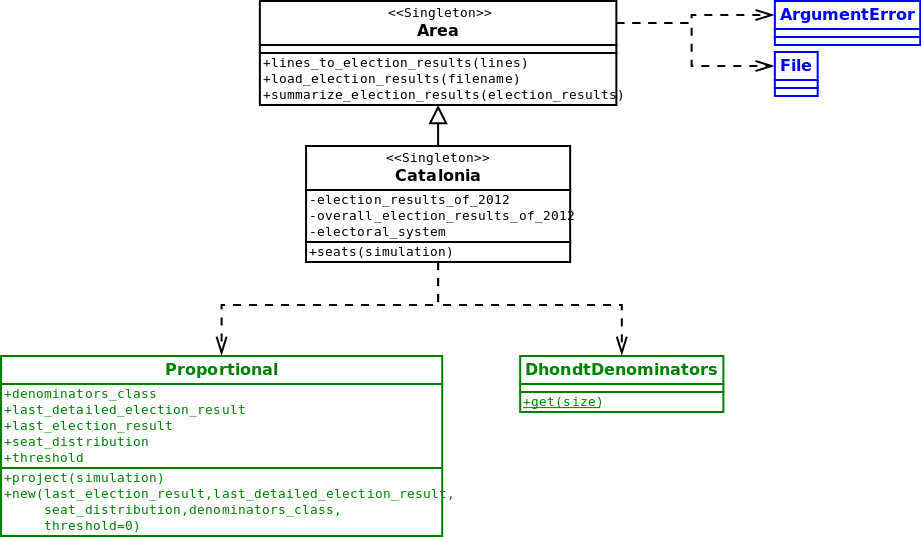 <<Singleton>>
Area
+lines_to_election_results(lines)
+load_election_results(filename)
+summarize_election_results(election_results)
ArgumentError
File
<<Singleton>>
Catalonia
-election_results_of_2012
-overall_election_results_of_2012
-electoral_system
+seats(simulation)
Proportional
+denominators_class
+last_detailed_election_result
+last_election_result
+seat_distribution
+threshold
+project(simulation)
+new(last_election_result,last_detailed_election_result,
seat_distribution,denominators_class,
threshold=0)
DhondtDenominators
+get(size)